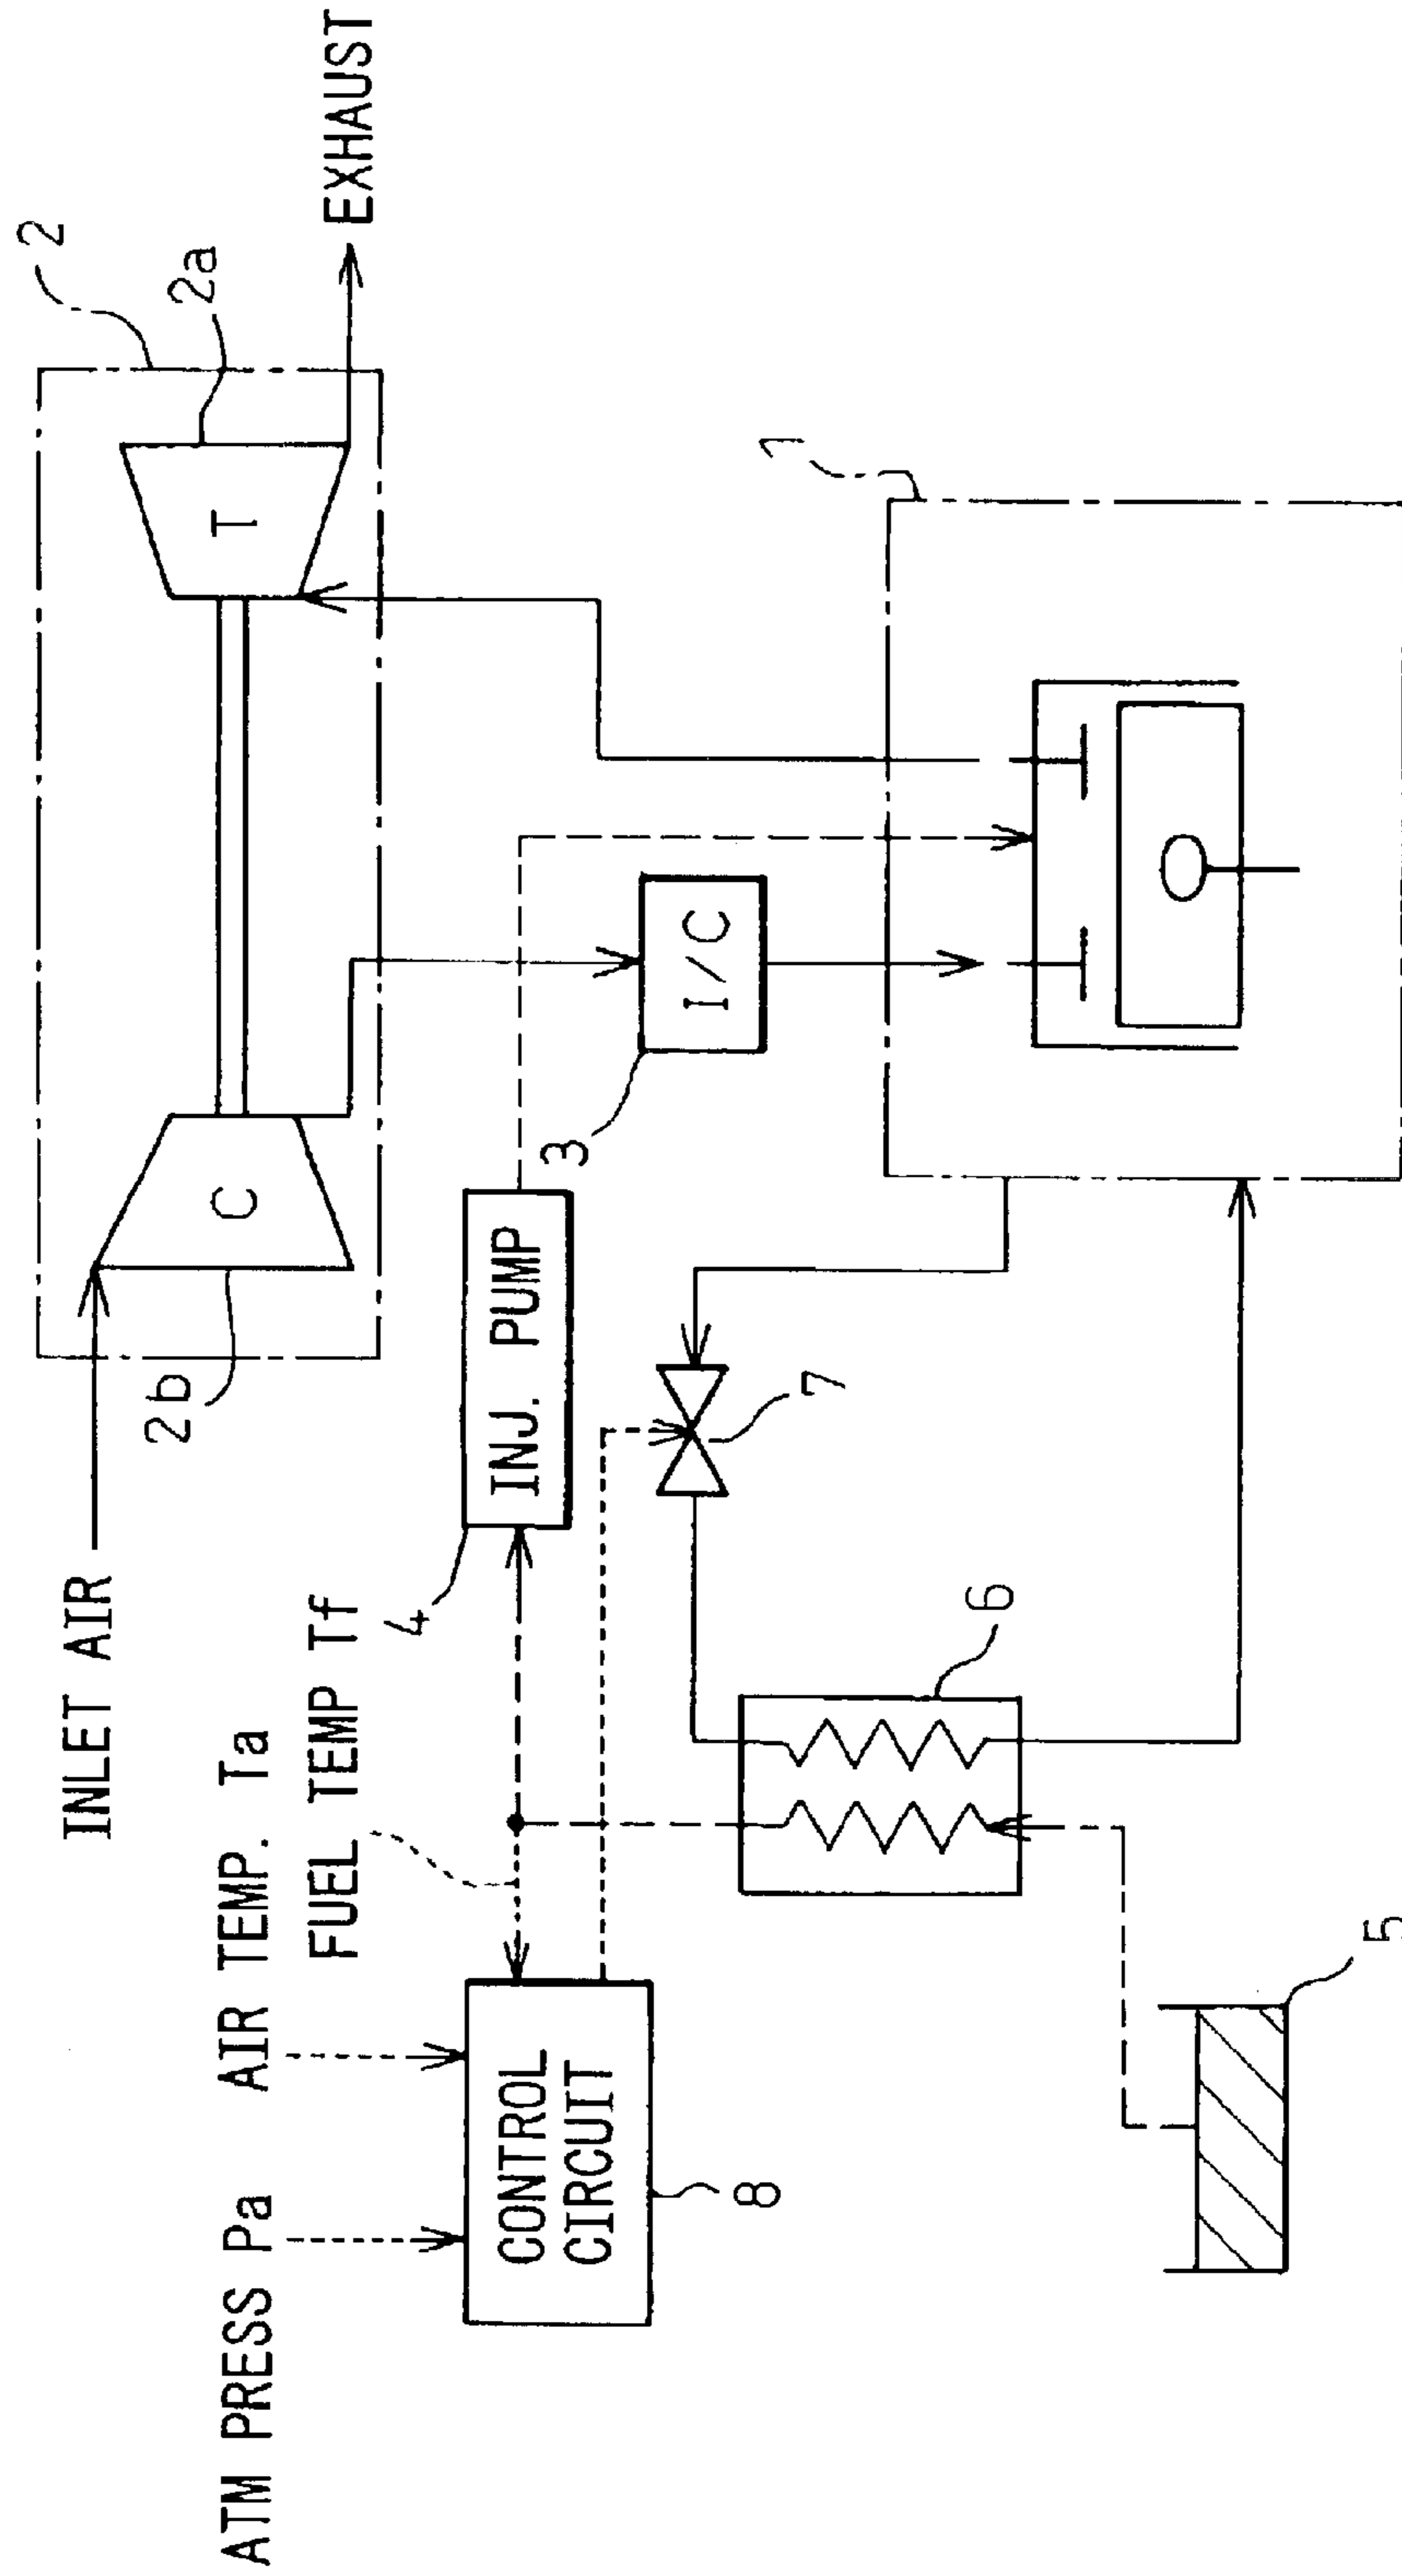 INLET AIR
EXHAUST
2
2a
2b
T
C
ATM PRESS Pa
AIR TEMP. Ta
FUEL TEMP Tf
4
INJ. PUMP
3
I/C
1
CONTROL
CIRCUIT
8
7
6
5